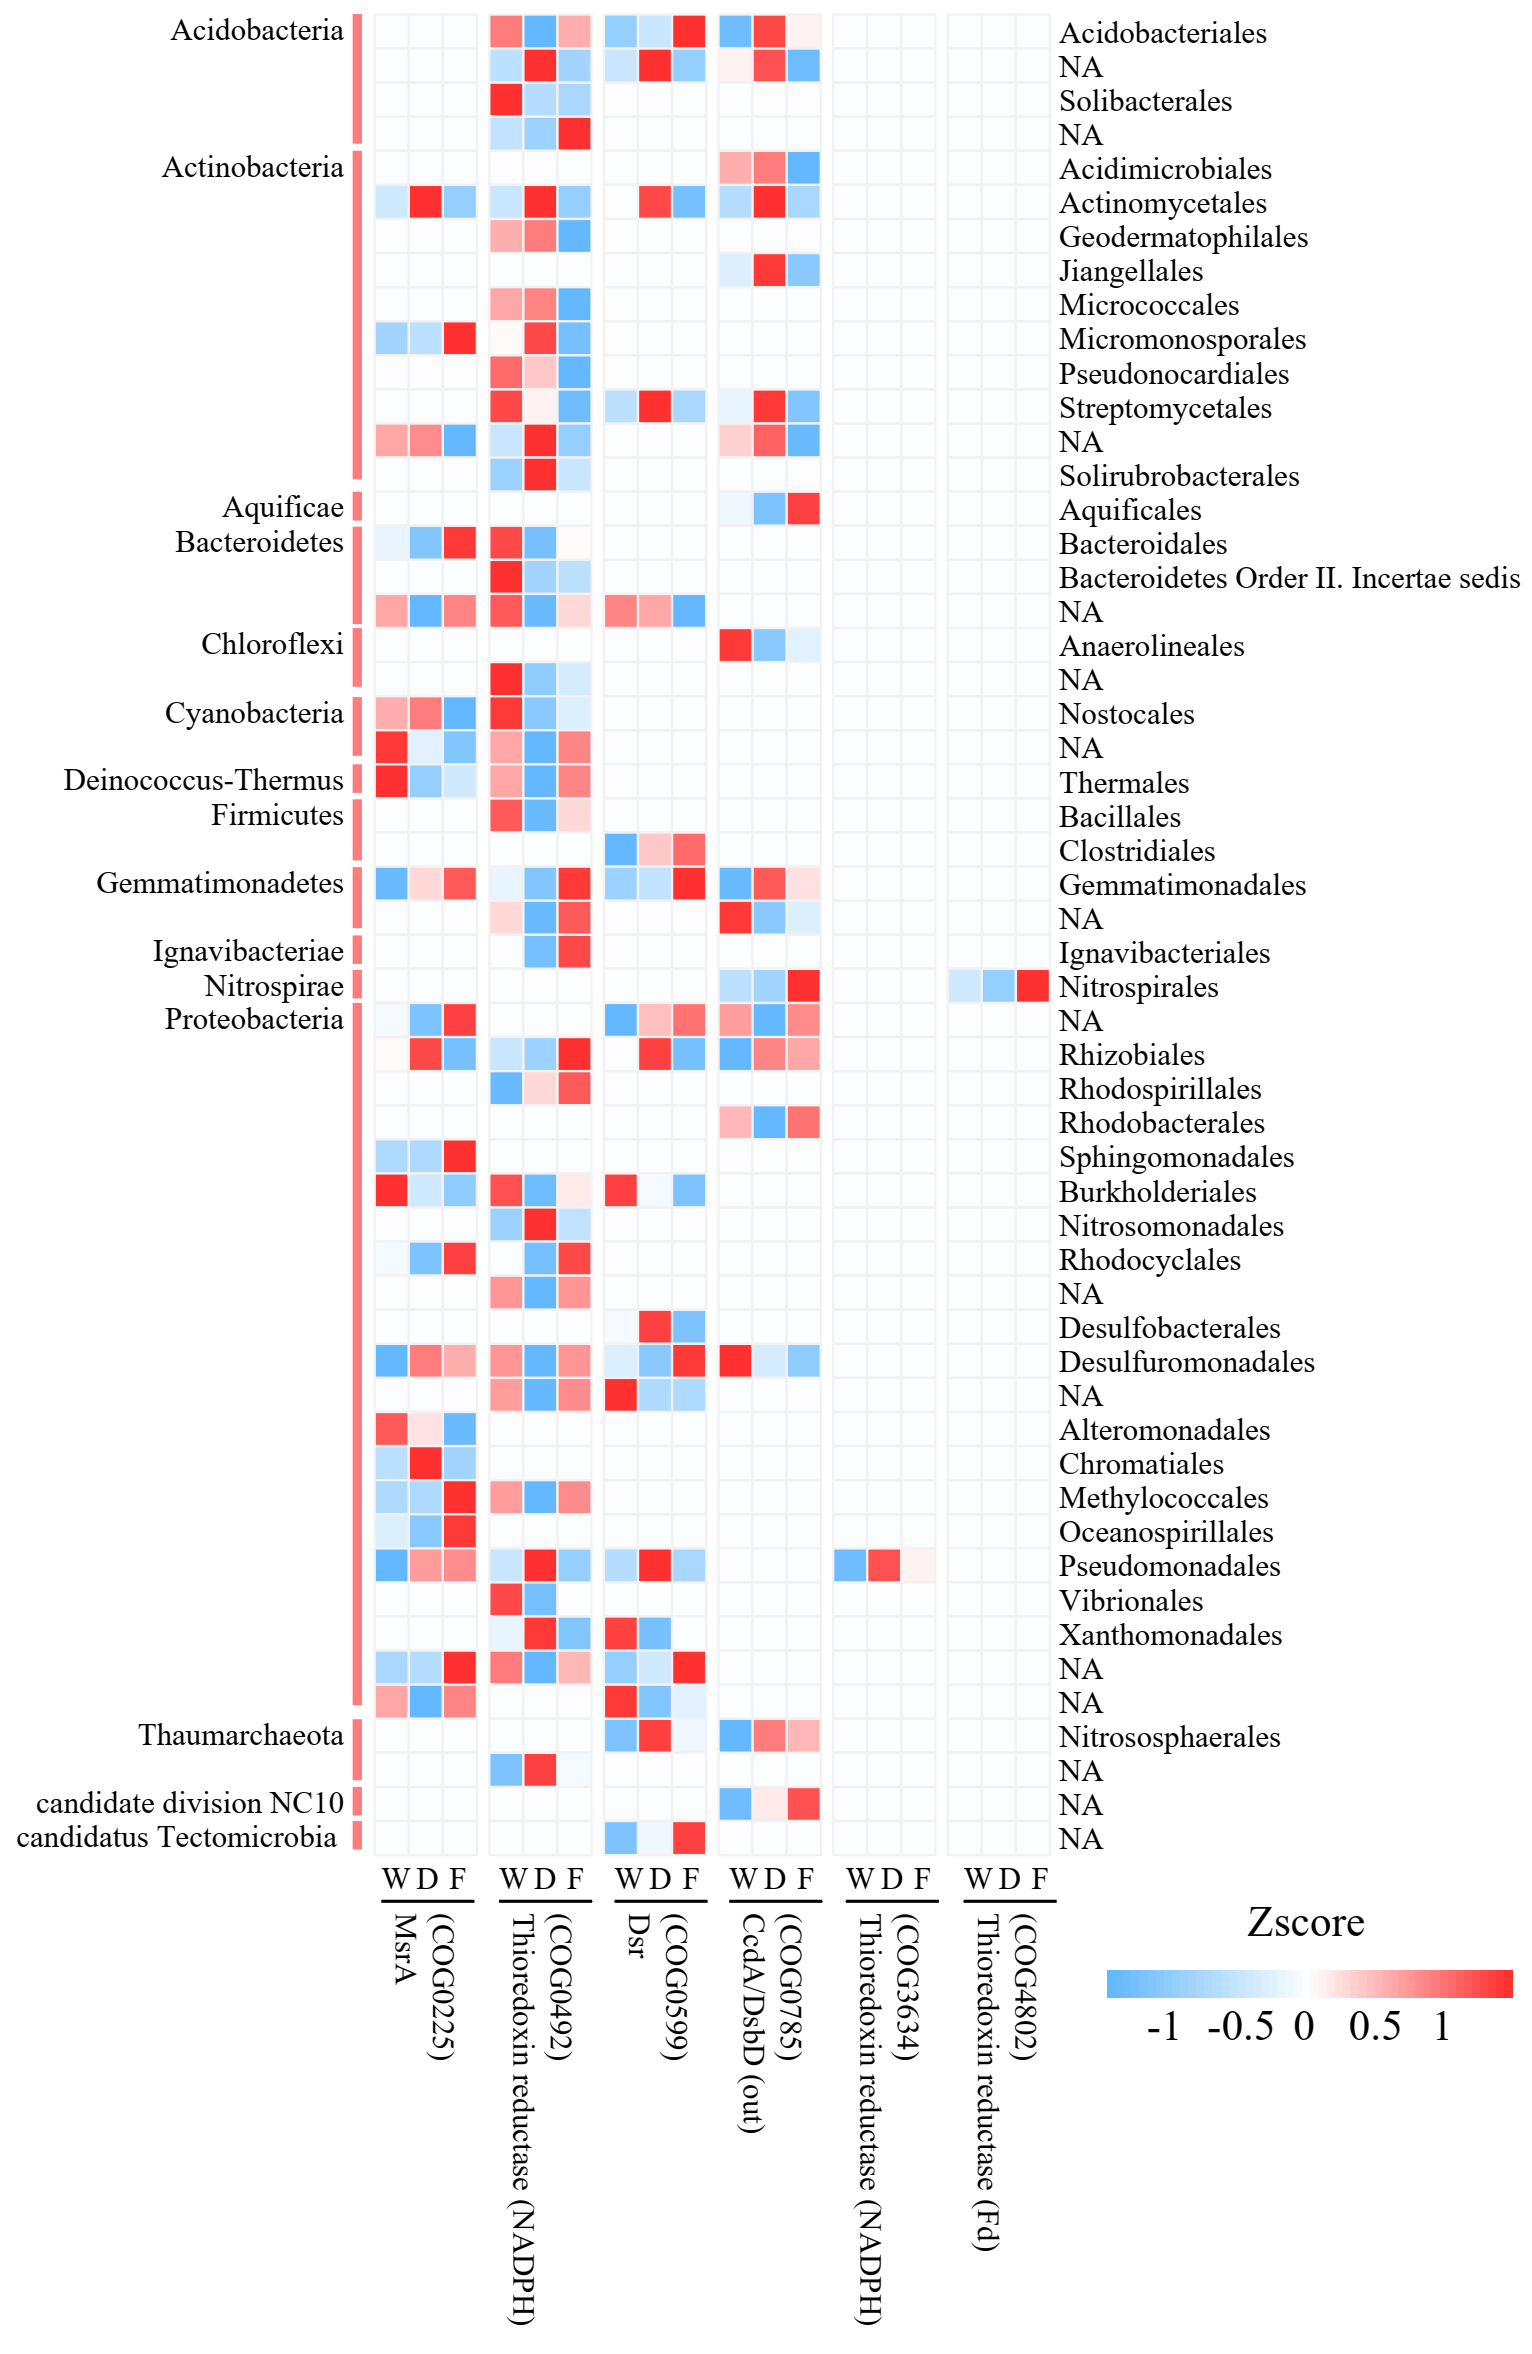 Acidobacteria
Acidobacteriales
NA
Solibacterales
NA
Actinobacteria
Acidimicrobiales
Actinomycetales
Geodermatophilales
Jiangellales
Micrococcales
Micromonosporales
Pseudonocardiales
Streptomycetales
NA
Solirubrobacterales
Aquificae
Aquificales
Bacteroidetes
Bacteroidales
Bacteroidetes Order II. Incertae sedis
NA
Chloroflexi
Anaerolineales
NA
Cyanobacteria
Nostocales
NA
Deinococcus-Thermus
Thermales
Firmicutes
Bacillales
Clostridiales
Gemmatimonadetes
Gemmatimonadales
NA
Ignavibacteriae
Ignavibacteriales
Nitrospirae
Nitrospirales
Proteobacteria
NA
Rhizobiales
Rhodospirillales
Rhodobacterales
Sphingomonadales
Burkholderiales
Nitrosomonadales
Rhodocyclales
NA
Desulfobacterales
Desulfuromonadales
NA
Alteromonadales
Chromatiales
Methylococcales
Oceanospirillales
Pseudomonadales
Vibrionales
Xanthomonadales
NA
NA
Thaumarchaeota
Nitrososphaerales
NA
candidate division NC10
NA
candidatus Tectomicrobia
NA
W D F W D F W D F W D F W D F W D F
(COG0225)
MsrA
(COG0492)
Thioredoxin reductase (NADPH)
(COG0599)
Dsr
(COG0785)
CcdA/DsbD (out)
(COG3634)
Thioredoxin reductase (NADPH)
(COG4802)
Thioredoxin reductase (Fd)
Zscore
-1 -0.5 0 0.5 1